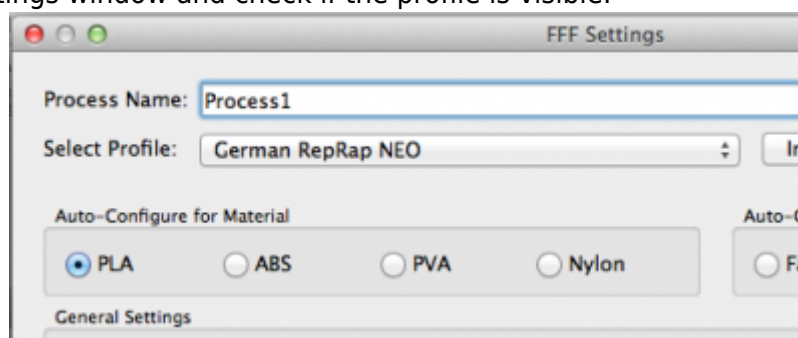 window and check if the profile is visible.
FFF Settings
Process Name: Process1
Select Profile: German RepRap NEO
Auto-Configure for Material
PLA ABS PVA Nylon
General Settings